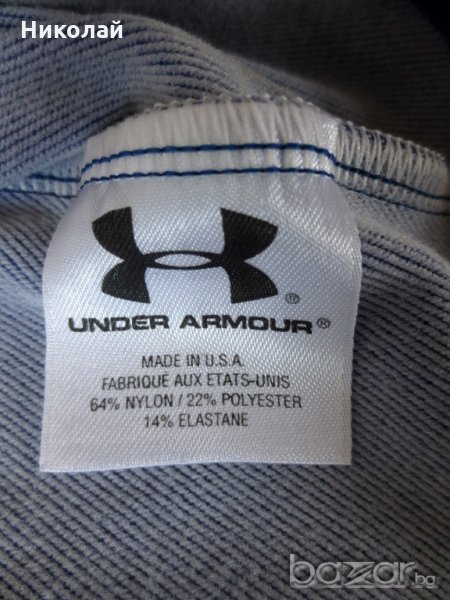 Николай
®
UNDER ARMOUR®
MADE IN U.S.A.
FABRIQUÉ AUX ETATS-UNIS
64% NYLON / 22% POLYESTER
14% ELASTANE
bazar.bg